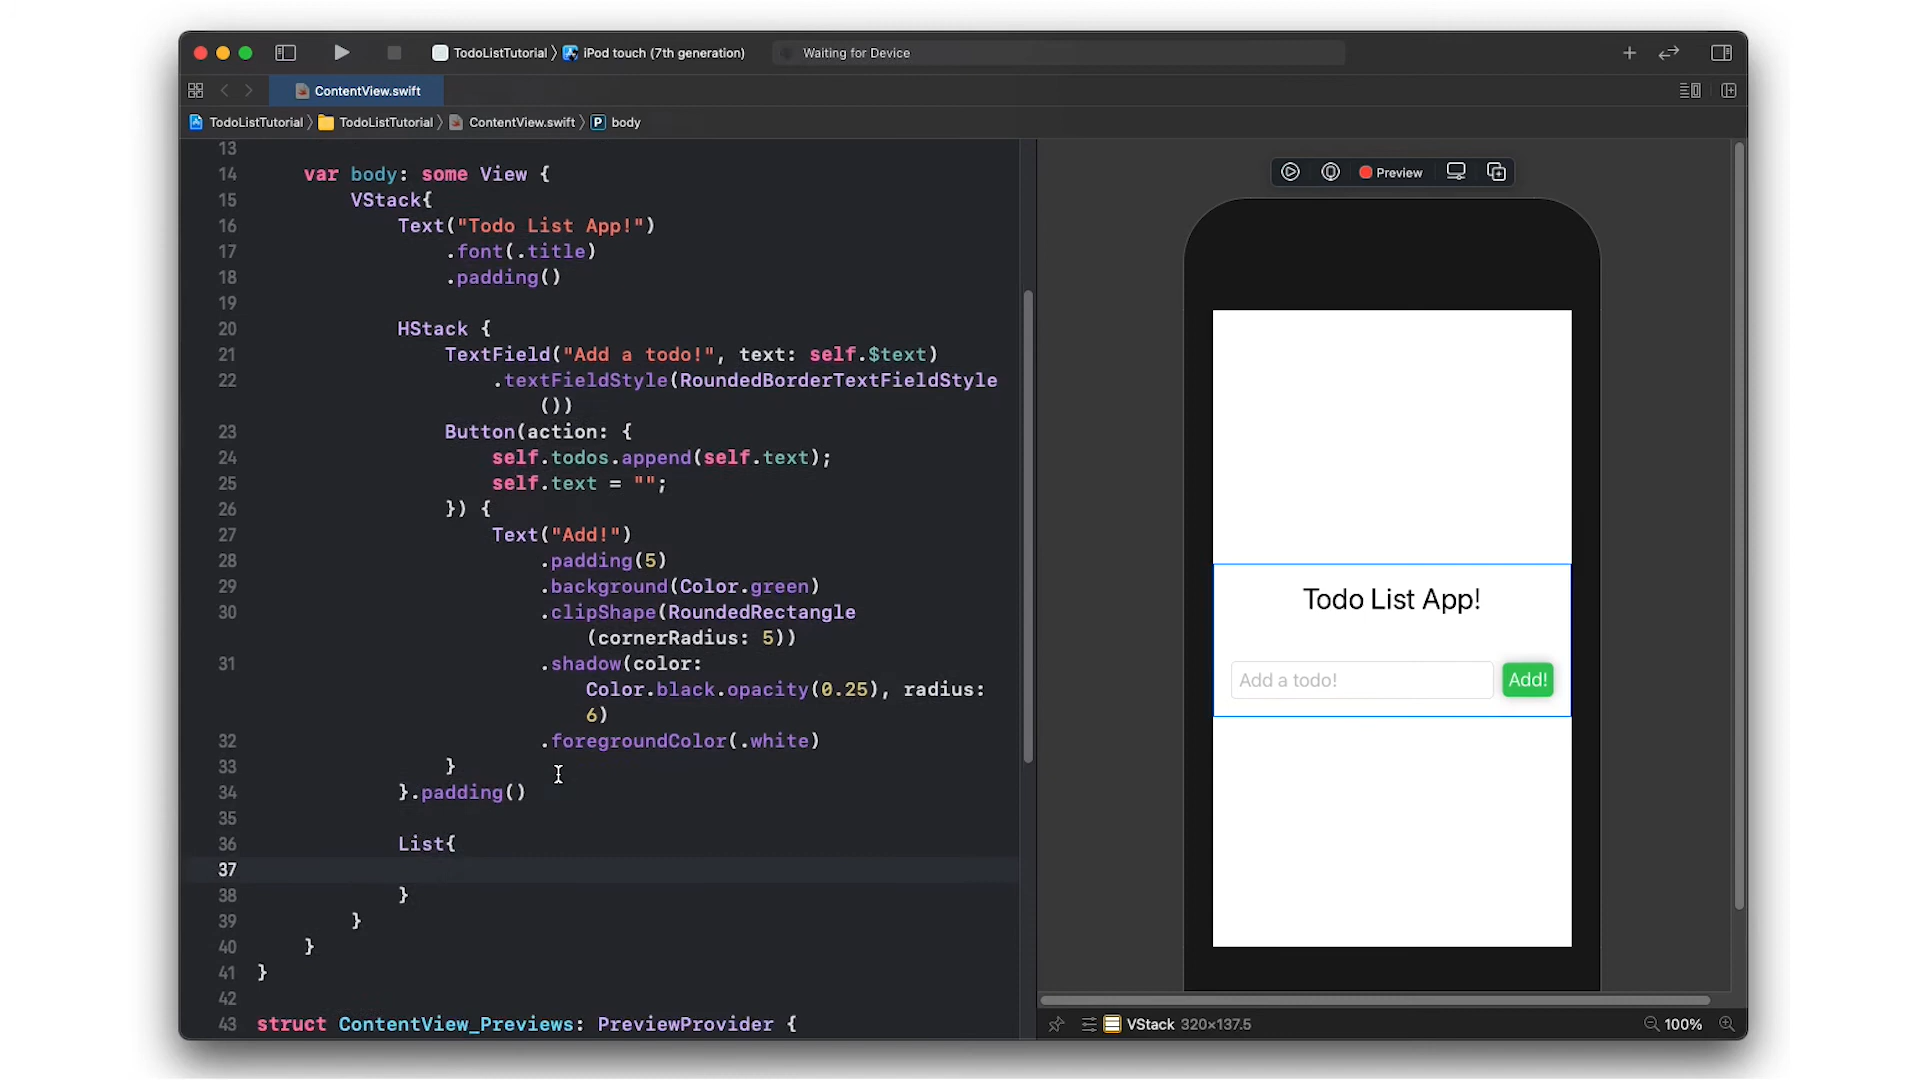 TodoListTutorial iPod touch (7th generation) Waiting for Device
ContentView.swift
TodoListTutorial TodoListTutorial ContentView.swift P body
13
14 var body: some View {
15 VStack{
16 Text("Todo List App!")
17 .font(.title)
18 .padding()
19
20 HStack {
21 TextField("Add a todo!", text: self.$text)
22 .textFieldStyle(RoundedBorderTextFieldStyle
())
23 Button(action: {
24 self.todos.append(self.text);
25 self.text = "";
26 }) {
27 Text("Add!")
28 .padding(5)
29 .background(Color.green)
30 .clipShape(RoundedRectangle
(cornerRadius: 5))
31 .shadow(color:
Color.black.opacity(0.25), radius:
6)
32 .foregroundColor(.white)
33 }
34 }.padding()
35
36 List{
37
38 }
39 }
40 }
41 }
42
43 struct ContentView_Previews: PreviewProvider {
Preview
Todo List App!
Add a todo! Add!
VStack 320×137.5 100%